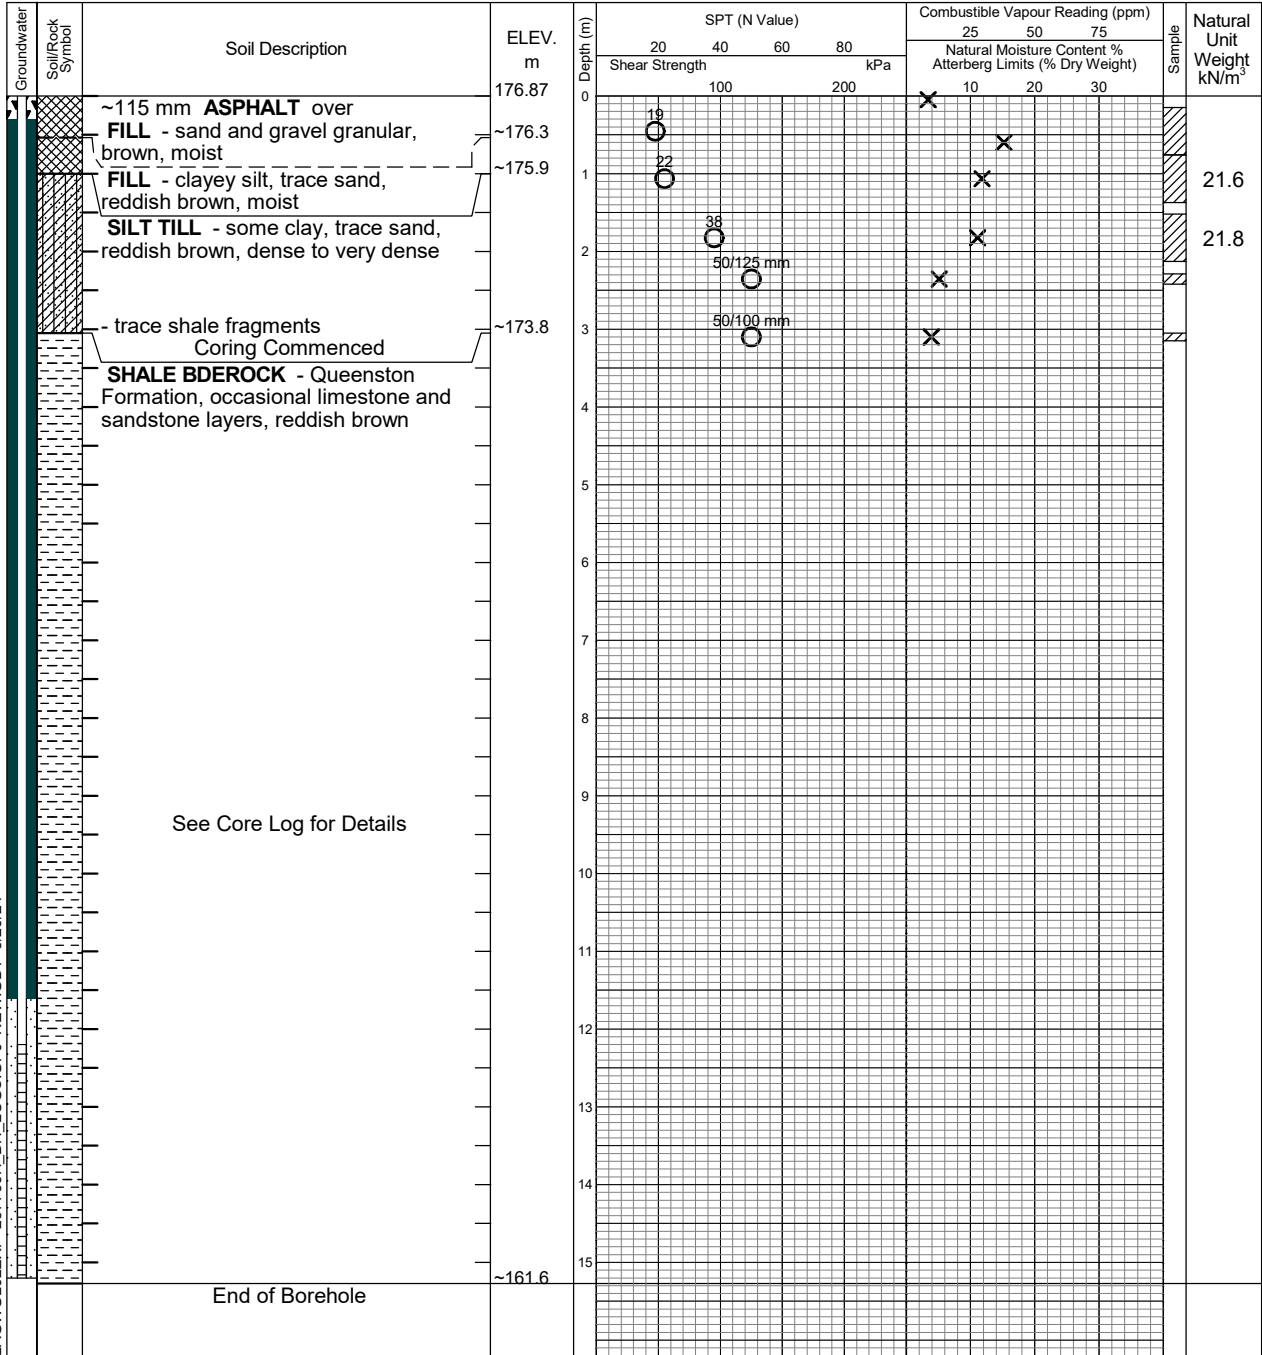 Groundwater
Soil/Rock
Symbol
Soil Description
ELEV.
m
Depth (m)
SPT (N Value)
20 40 60 80
Shear Strength kPa
100 200
Combustible Vapour Reading (ppm)
25 50 75
Natural Moisture Content %
Atterberg Limits (% Dry Weight)
10 20 30
Sample
Natural
Unit
Weight
kN/m³
176.87
0
~115 mm ASPHALT over
FILL - sand and gravel granular,
brown, moist
~176.3
19
~175.9
22
1
21.6
FILL - clayey silt, trace sand,
reddish brown, moist
SILT TILL - some clay, trace sand,
reddish brown, dense to very dense
38
21.8
2
50/125 mm
- trace shale fragments
~173.8
50/100 mm
3
Coring Commenced
SHALE BDEROCK - Queenston
Formation, occasional limestone and
sandstone layers, reddish brown
4
5
6
7
8
9
See Core Log for Details
10
11
12
13
14
15
~161.6
End of Borehole